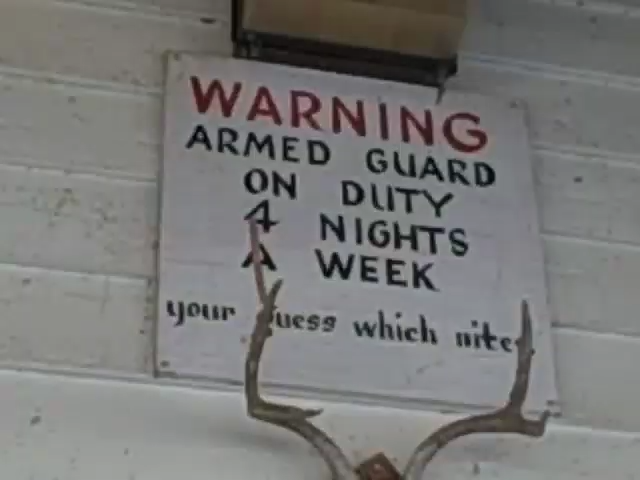 WARNING
ARMED GUARD
ON DUTY
4 NIGHTS
A WEEK
your guess which nite